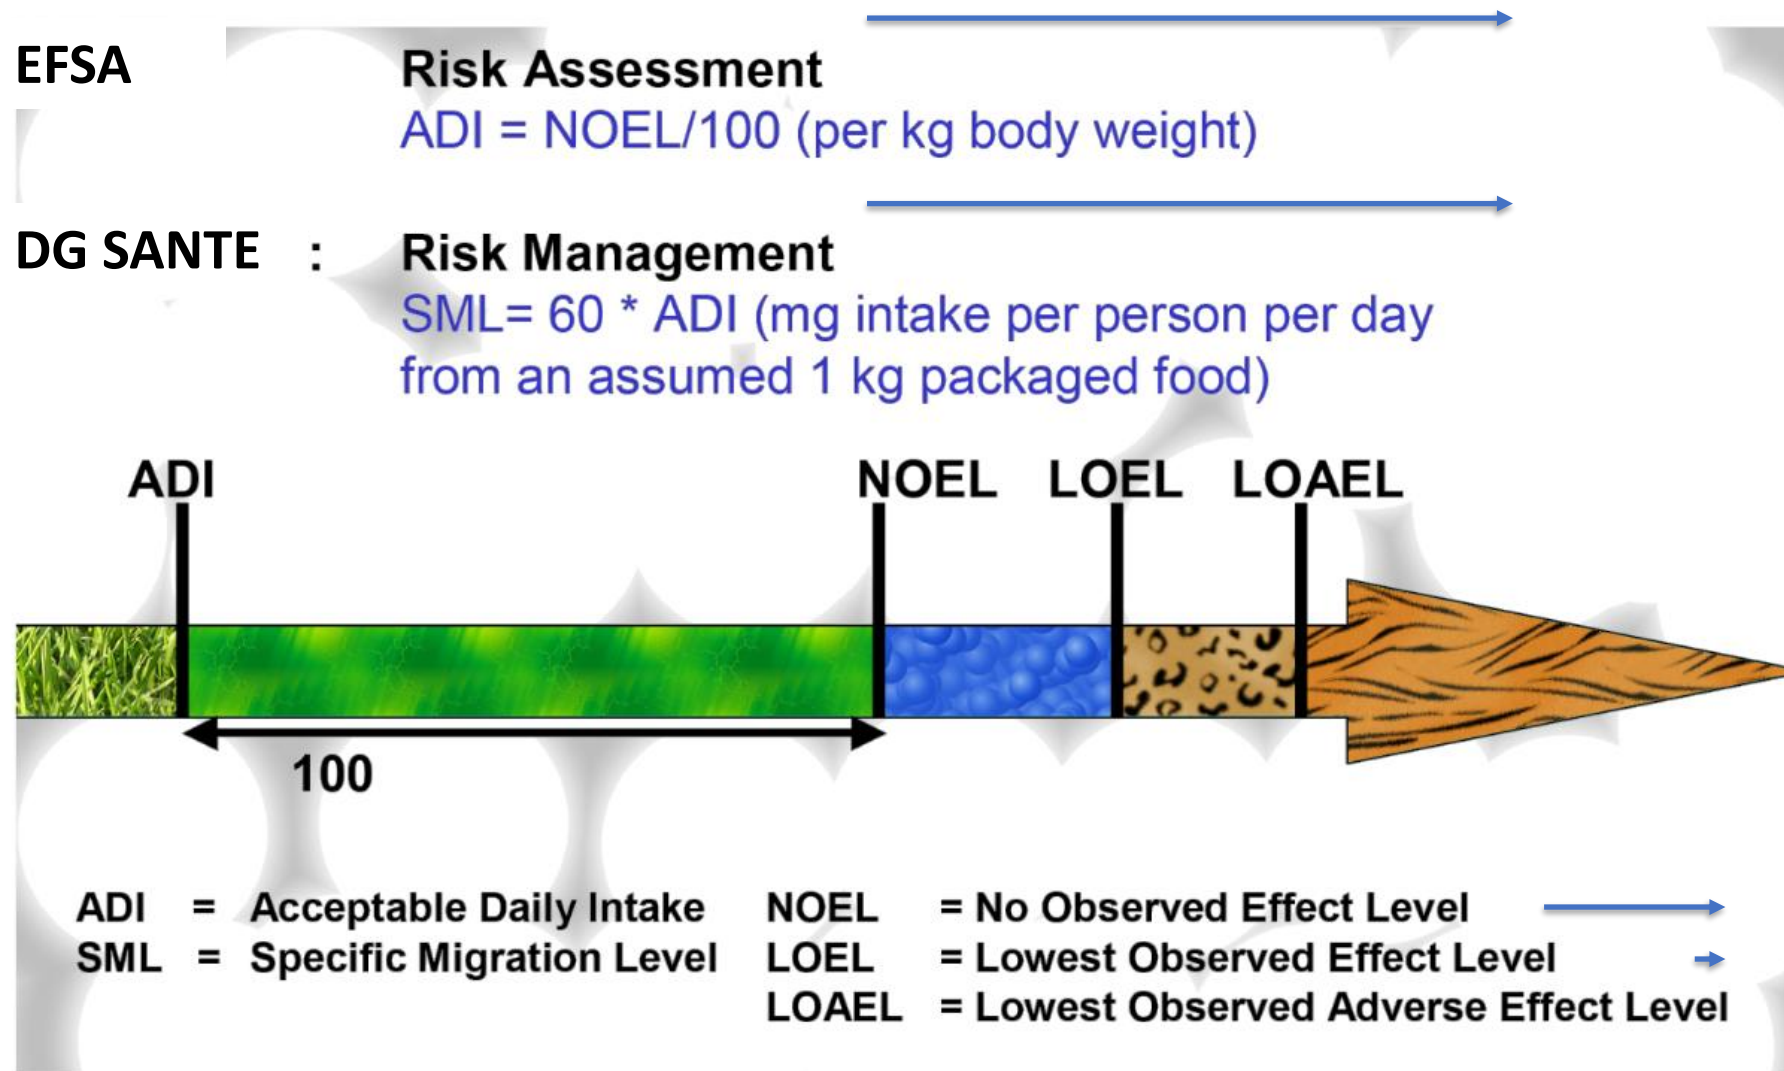 EFSA Risk Assessment
ADI = NOEL/100 (per kg body weight)
DG SANTE : Risk Management
SML= 60 * ADI (mg intake per person per day
from an assumed 1 kg packaged food)
ADI NOEL LOEL LOAEL
100
ADI = Acceptable Daily Intake NOEL = No Observed Effect Level
SML = Specific Migration Level LOEL = Lowest Observed Effect Level
LOAEL = Lowest Observed Adverse Effect Level